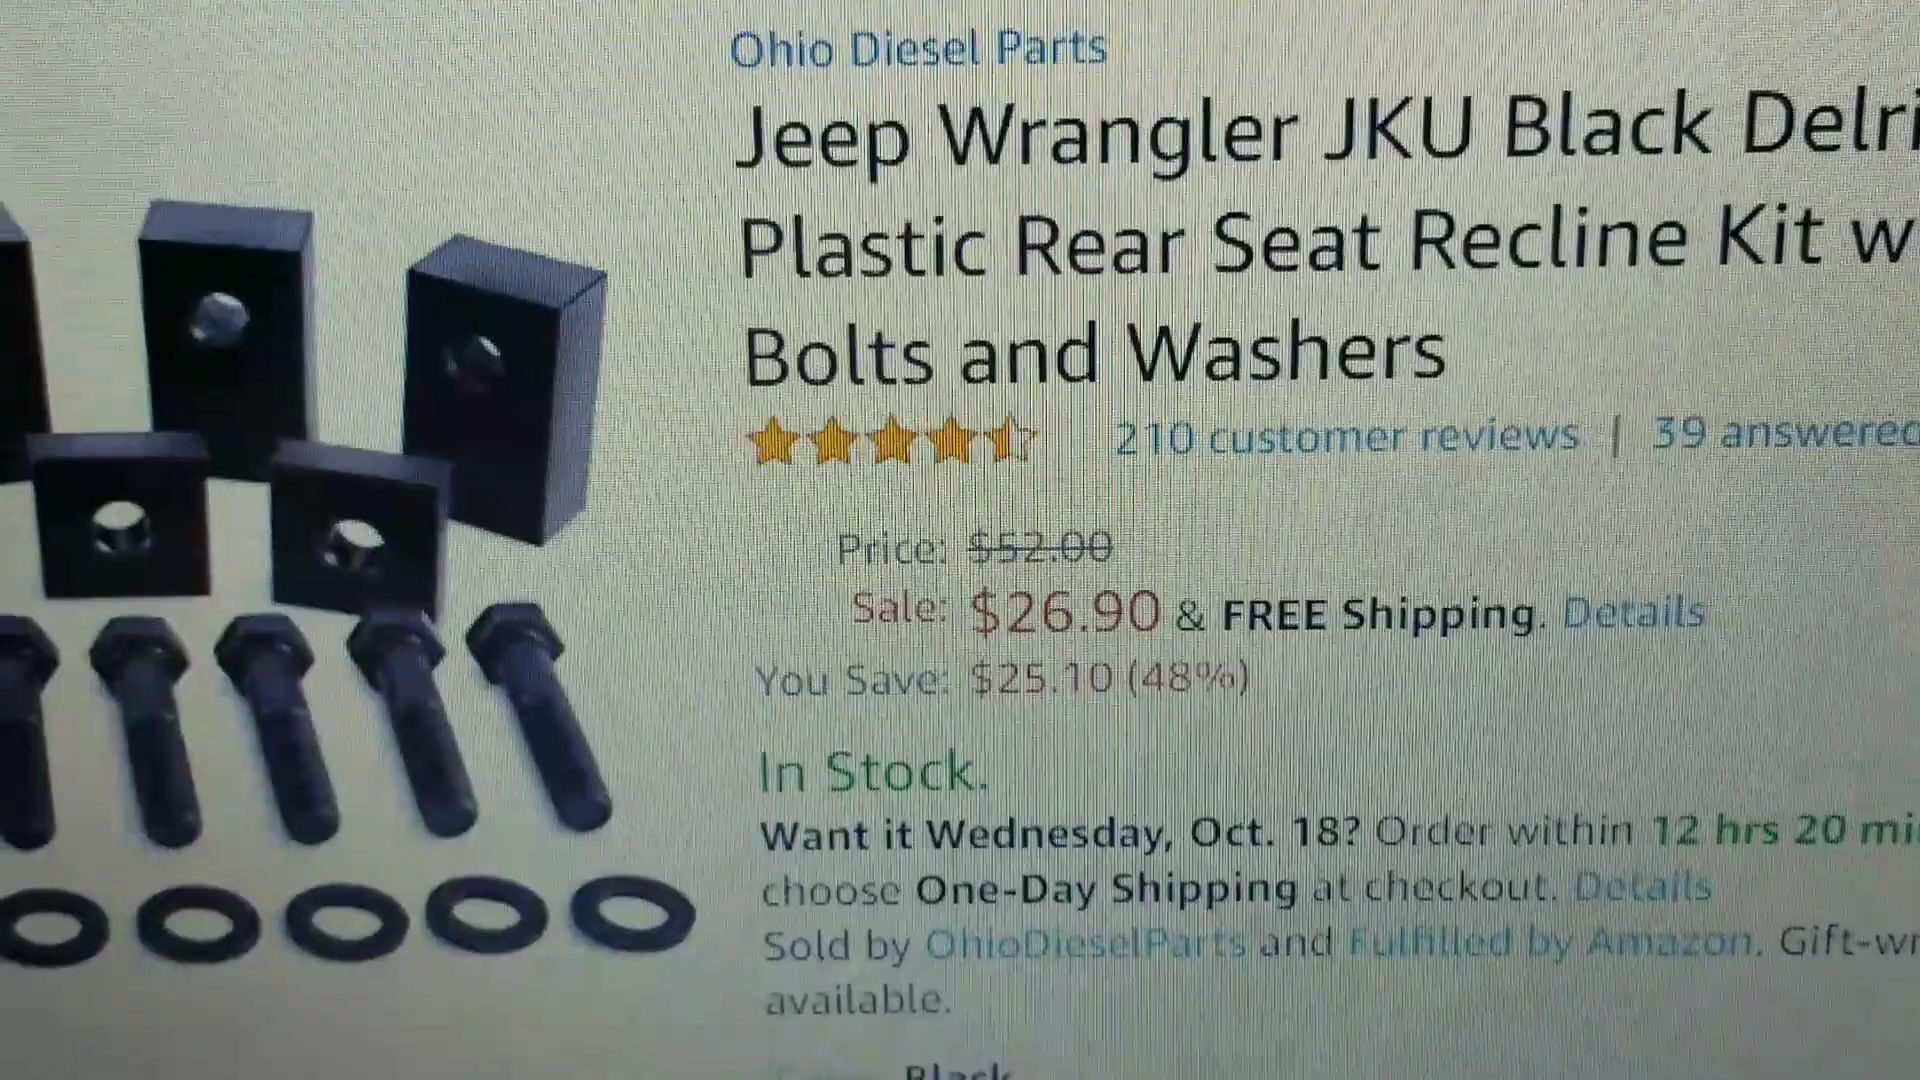 Ohio Diesel Parts
Jeep Wrangler JKU Black Delri
Plastic Rear Seat Recline Kit w
Bolts and Washers
210 customer reviews | 39 answered
Price: $52.00
Sale: $26.90 & FREE Shipping. Details
You Save: $25.10 (48%)
In Stock.
Want it Wednesday, Oct. 18? Order within 12 hrs 20 mi
choose One-Day Shipping at checkout. Details
Sold by OhioDieselParts and Fulfilled by Amazon. Gift-wr
available.
Black